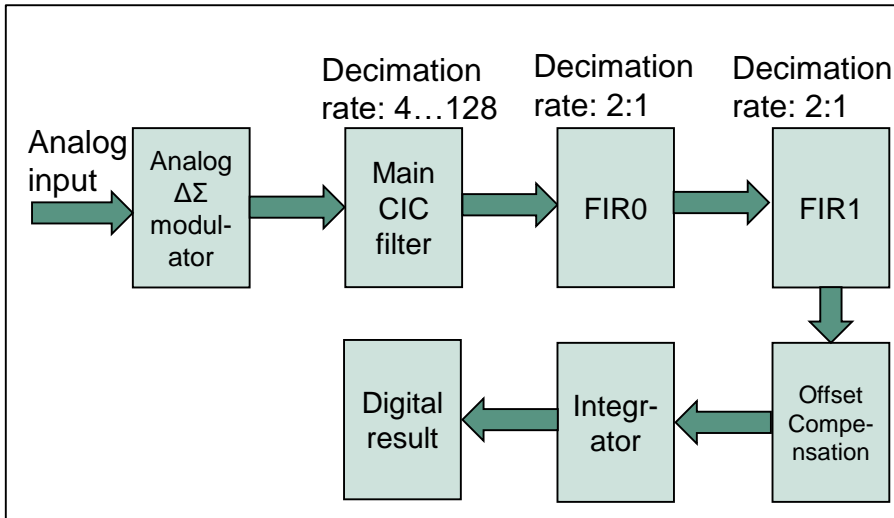 Decimation
rate: 4…128
Decimation
rate: 2:1
Decimation
rate: 2:1
Analog
input
Analog
ΔΣ
modul-
ator
Main
CIC
filter
FIR0
FIR1
Digital
result
Integr-
ator
Offset
Compe-
nsation